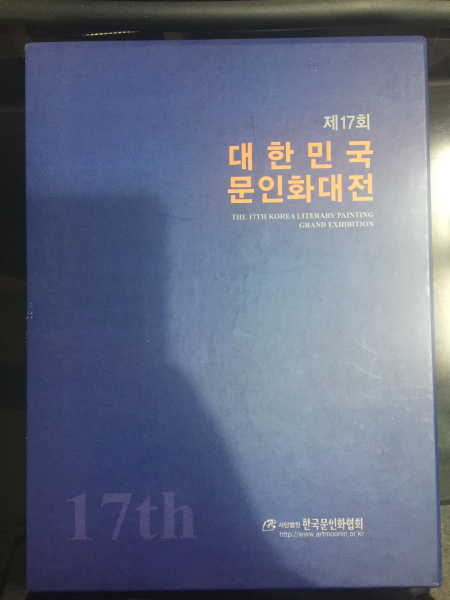 제17회
대한민국
문인화대전
THE 17TH KOREA LITERARY PAINTING
GRAND EXHIBITION
17th
사단법인 한국문인화협회
http://www.artmoonin.or.kr